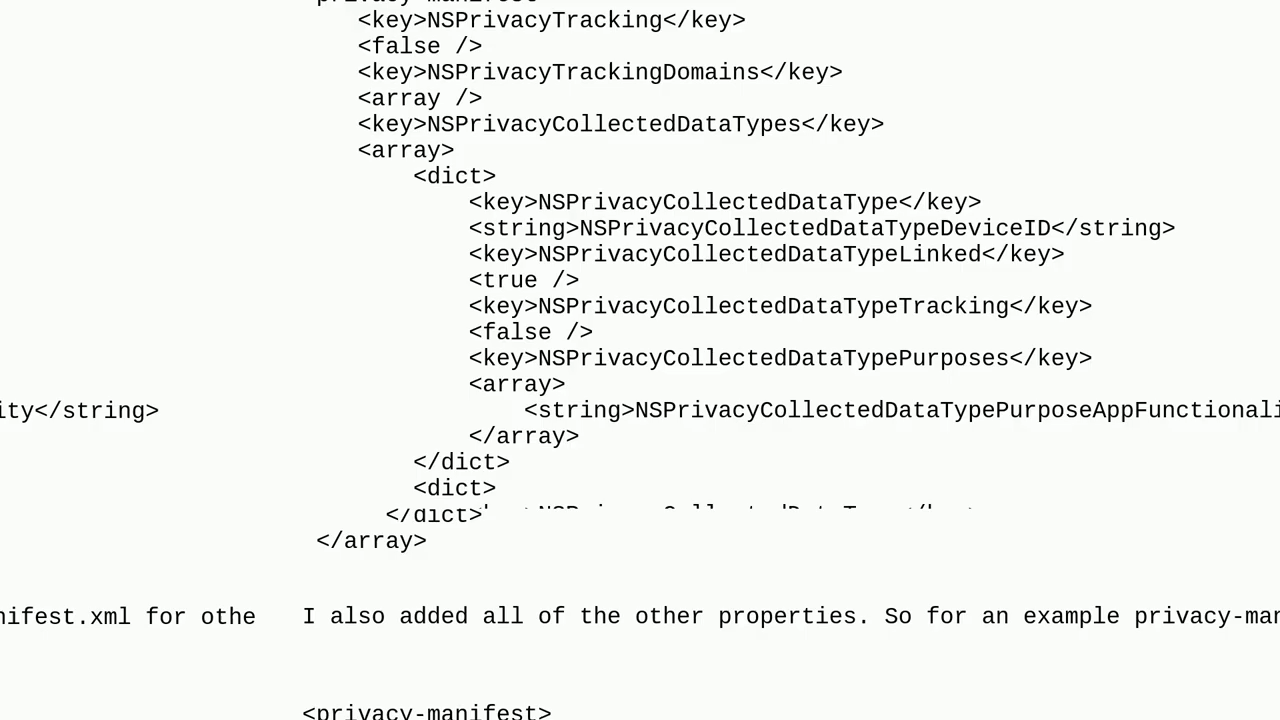 <key>NSPrivacyTracking</key>
<false />
<key>NSPrivacyTrackingDomains</key>
<array />
<key>NSPrivacyCollectedDataTypes</key>
<array>
<dict>
<key>NSPrivacyCollectedDataType</key>
<string>NSPrivacyCollectedDataTypeDeviceID</string>
<key>NSPrivacyCollectedDataTypeLinked</key>
<true />
<key>NSPrivacyCollectedDataTypeTracking</key>
<false />
<key>NSPrivacyCollectedDataTypePurposes</key>
<array>
ity</string> <string>NSPrivacyCollectedDataTypePurposeAppFunctionali
</array>
</dict>
<dict>
</dict>
</array>
nifest.xml for othe I also added all of the other properties. So for an example privacy-man
<privacy-manifest>